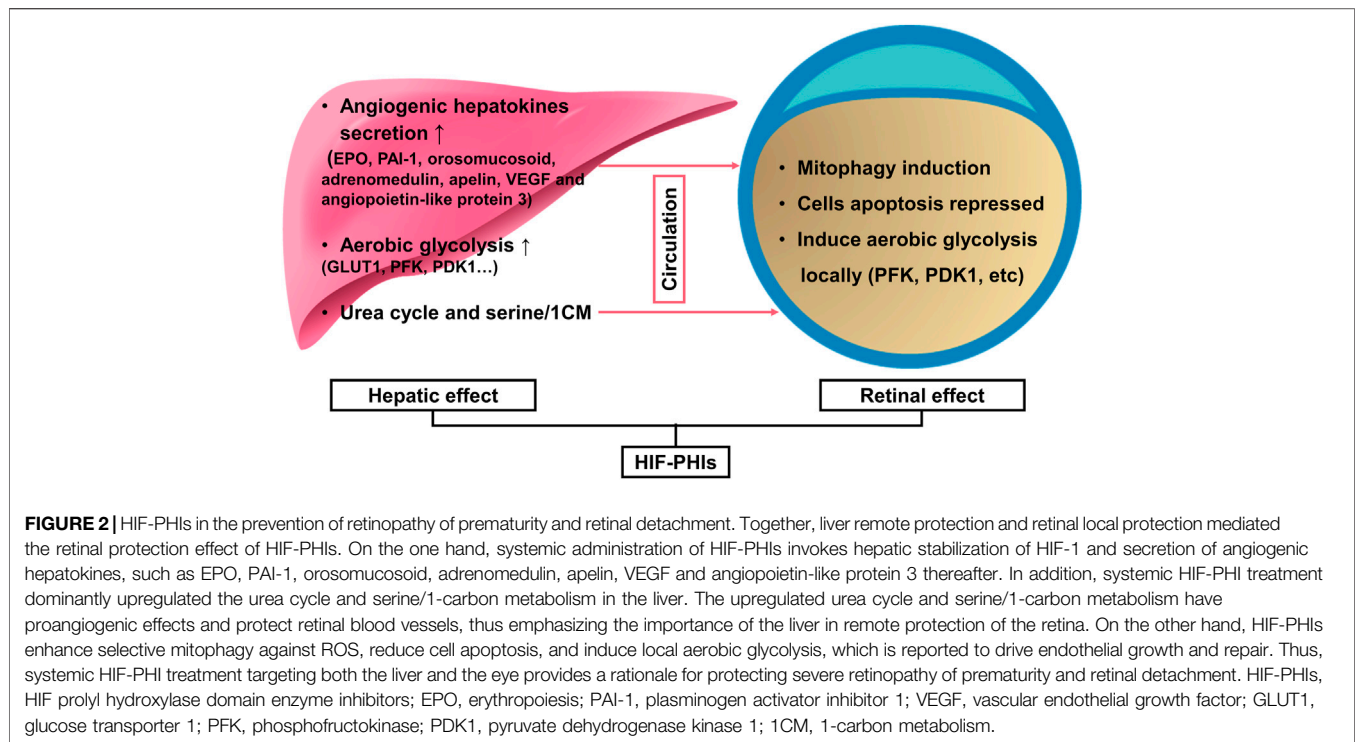 • Angiogenic hepatokines
secretion ↑
(EPO, PAI-1, orosomucosoid,
adrenomedulin, apelin, VEGF and
angiopoietin-like protein 3)
• Aerobic glycolysis ↑
(GLUT1, PFK, PDK1...)
• Urea cycle and serine/1CM
Circulation
• Mitophagy induction
• Cells apoptosis repressed
• Induce aerobic glycolysis
locally (PFK, PDK1, etc)
Hepatic effect
Retinal effect
HIF-PHIs
FIGURE 2 | HIF-PHIs in the prevention of retinopathy of prematurity and retinal detachment. Together, liver remote protection and retinal local protection mediated
the retinal protection effect of HIF-PHIs. On the one hand, systemic administration of HIF-PHIs invokes hepatic stabilization of HIF-1 and secretion of angiogenic
hepatokines, such as EPO, PAI-1, orosomucosoid, adrenomedulin, apelin, VEGF and angiopoietin-like protein 3 thereafter. In addition, systemic HIF-PHI treatment
dominantly upregulated the urea cycle and serine/1-carbon metabolism in the liver. The upregulated urea cycle and serine/1-carbon metabolism have
proangiogenic effects and protect retinal blood vessels, thus emphasizing the importance of the liver in remote protection of the retina. On the other hand, HIF-PHIs
enhance selective mitophagy against ROS, reduce cell apoptosis, and induce local aerobic glycolysis, which is reported to drive endothelial growth and repair. Thus,
systemic HIF-PHI treatment targeting both the liver and the eye provides a rationale for protecting severe retinopathy of prematurity and retinal detachment. HIF-PHIs,
HIF prolyl hydroxylase domain enzyme inhibitors; EPO, erythropoiesis; PAI-1, plasminogen activator inhibitor 1; VEGF, vascular endothelial growth factor; GLUT1,
glucose transporter 1; PFK, phosphofructokinase; PDK1, pyruvate dehydrogenase kinase 1; 1CM, 1-carbon metabolism.